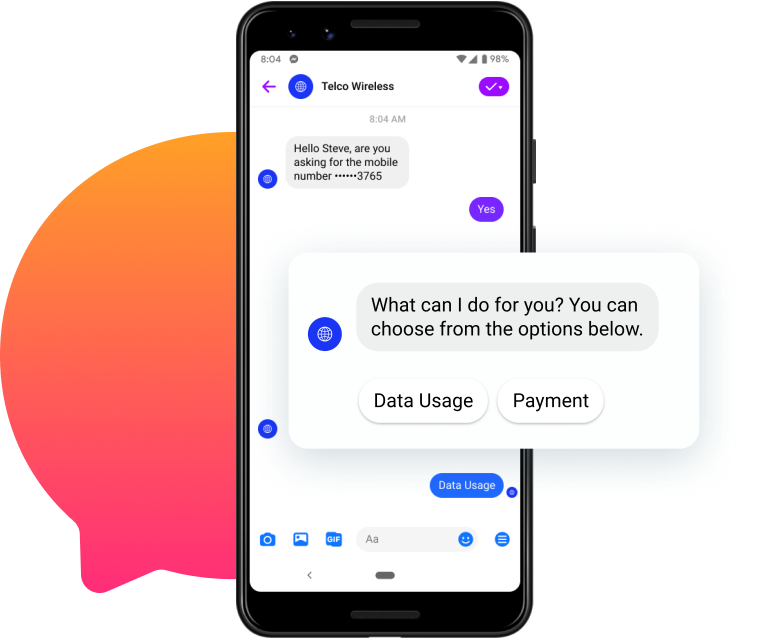 8:04
98%
Telco Wireless
8:04 AM
Hello Steve, are you
asking for the mobile
number ••••••3765
Yes
What can I do for you? You can
choose from the options below.
Data Usage
Payment
Data Usage
GIF
Aa